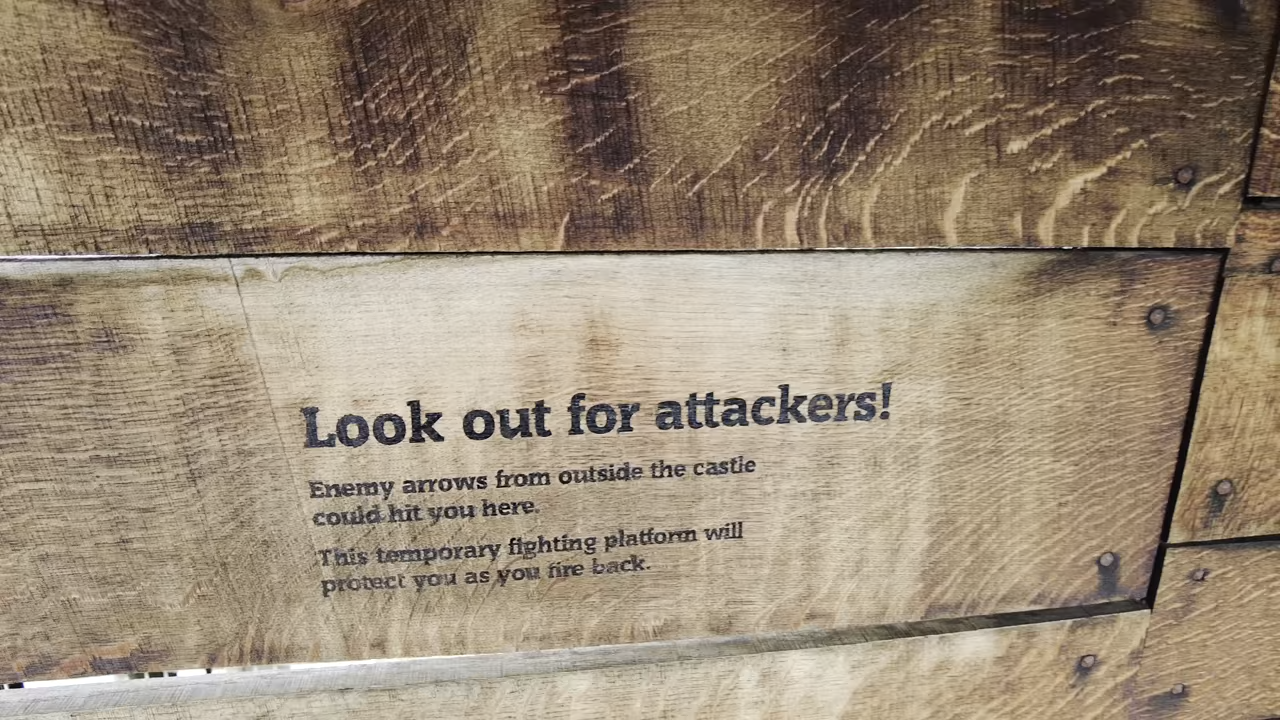 Look out for attackers!
Enemy arrows from outside the castle
could hit you here.
This temporary fighting platform will
protect you as you fire back.